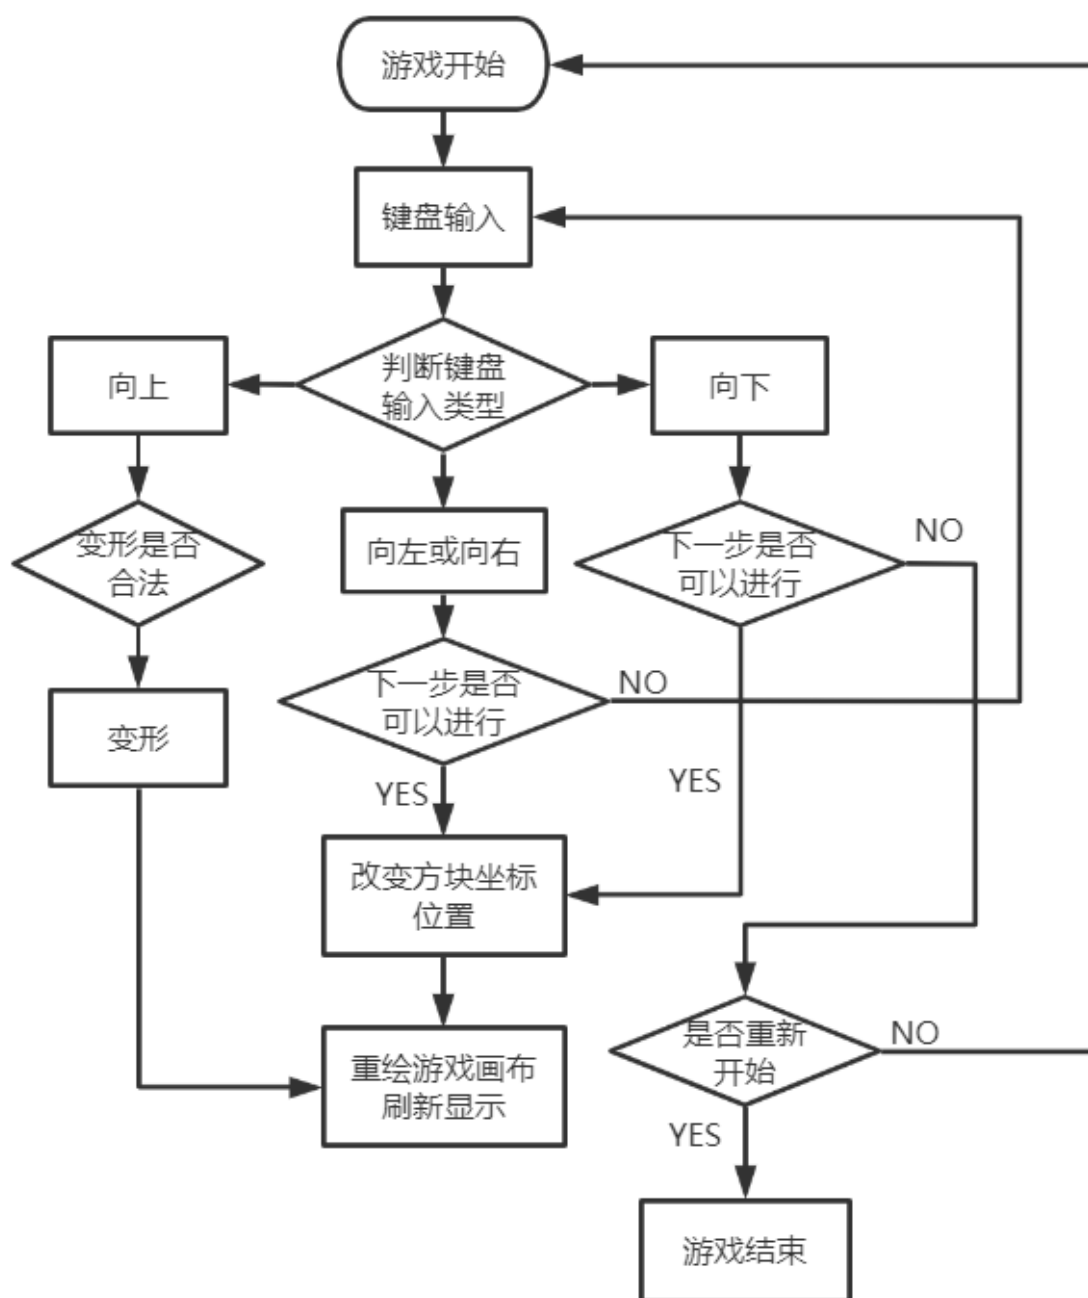 游戏开始
键盘输入
判断键盘
输入类型
向上
向下
变形是否
合法
向左或向右
下一步是否
可以进行
NO
下一步是否
可以进行
NO
变形
YES
YES
改变方块坐标
位置
是否重新
开始
NO
重绘游戏画布
刷新显示
YES
游戏结束